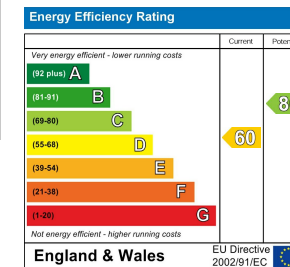 Energy Efficiency Rating
Current
Very energy efficient - lower running costs
(92 plus) A
(81-91) B
8
(69-80) C
(55-68) D
60
(39-54) E
(21-38) F
(1-20) G
Not energy efficient - higher running costs
England & Wales
EU Directive
2002/91/EC